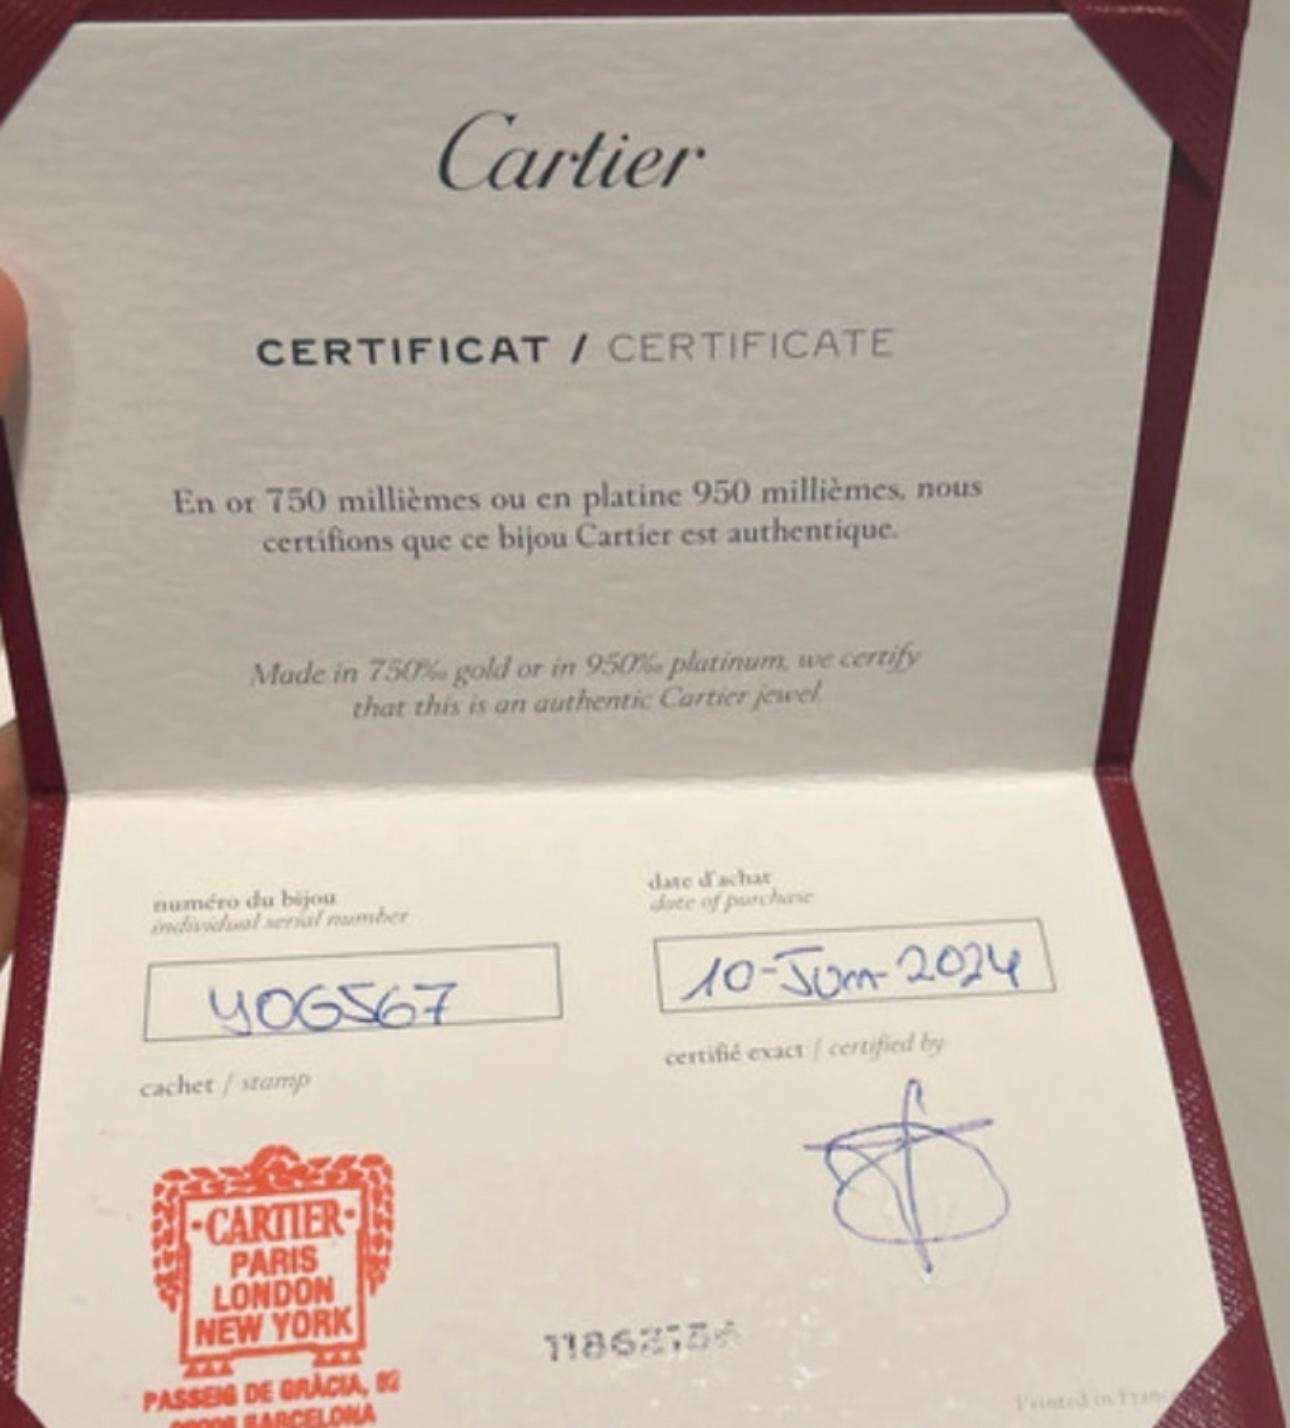 Cartier
CERTIFICAT / CERTIFICATE
En or 750 millièmes ou en platine 950 millièmes, nous
certifions que ce bijou Cartier est authentique.
Made in 750‰ gold or in 950‰ platinum, we certify
that this is an authentic Cartier jewel.
numéro du bijou
individual serial number
date d'achat
date of purchase
YOG567
10-Jun-2024
cachet / stamp
certifié exact / certified by
·CARTIER·
PARIS
LONDON
NEW YORK
PASSEIG DE GRÀCIA,
BARCELONA
Printed in France